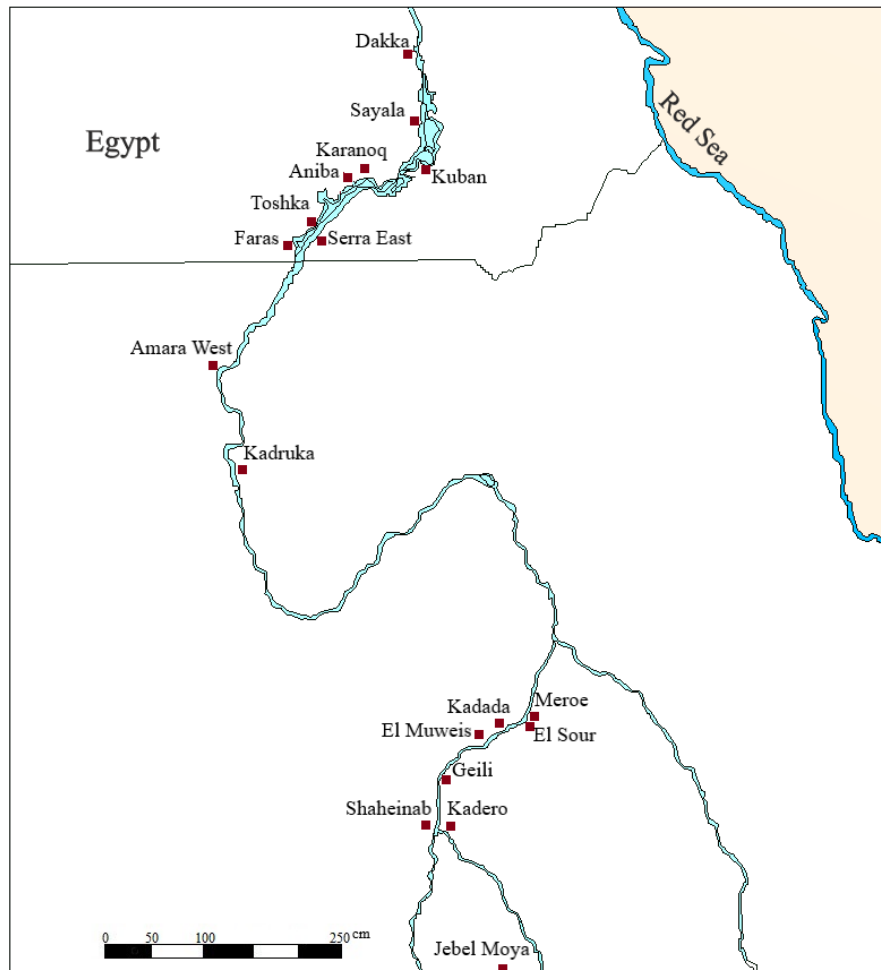 Dakka
Red Sea
Sayala
Egypt
Karanoq
Aniba
Kuban
Toshka
Faras
Serra East
Amara West
Kadruka
Kadada
Meroe
El Muweis
El Sour
Geili
Shaheinab
Kadero
0 50 100 250 cm
Jebel Moya